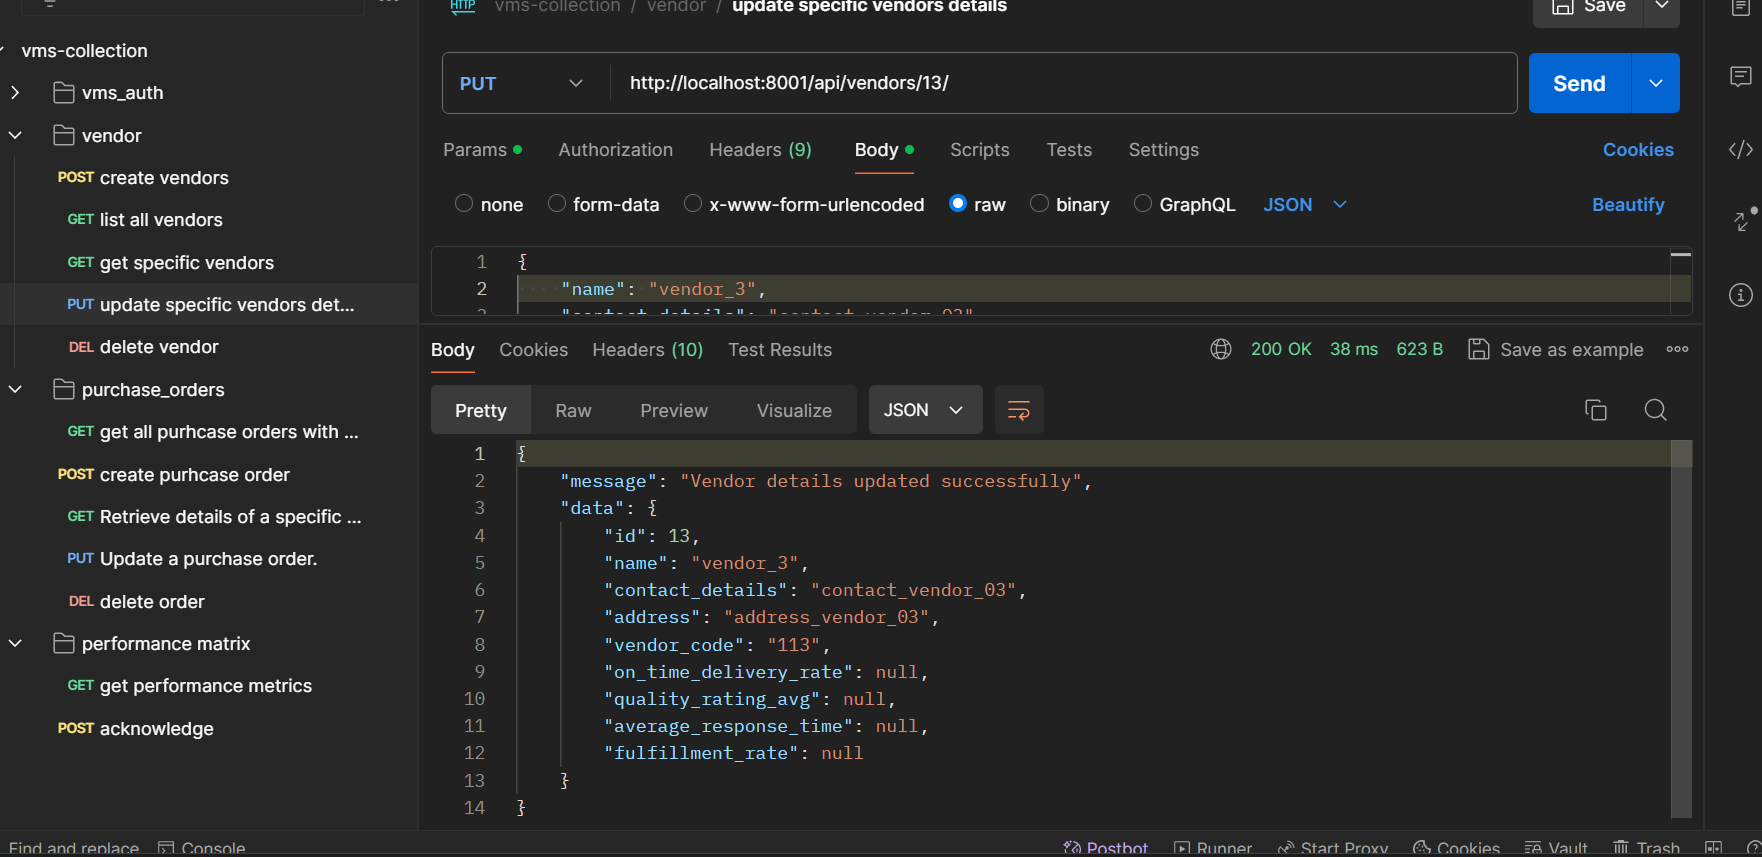 vms-collection
vms_auth
vendor
POST create vendors
GET list all vendors
GET get specific vendors
PUT update specific vendors det...
DEL delete vendor
purchase_orders
GET get all purhcase orders with ...
POST create purhcase order
GET Retrieve details of a specific ...
PUT Update a purchase order.
DEL delete order
performance matrix
GET get performance metrics
POST acknowledge
HTTP vms-collection / vendor / update specific vendors details
Save
PUT http://localhost:8001/api/vendors/13/
Send
Params Authorization Headers (9) Body Scripts Tests Settings Cookies
none form-data x-www-form-urlencoded raw binary GraphQL JSON Beautify
1 {
2 "name": "vendor_3",
3 "contact_details": "contact_vendor_03"
Body Cookies Headers (10) Test Results 200 OK 38 ms 623 B Save as example
Pretty Raw Preview Visualize JSON
1 {
2 "message": "Vendor details updated successfully",
3 "data": {
4 "id": 13,
5 "name": "vendor_3",
6 "contact_details": "contact_vendor_03",
7 "address": "address_vendor_03",
8 "vendor_code": "113",
9 "on_time_delivery_rate": null,
10 "quality_rating_avg": null,
11 "average_response_time": null,
12 "fulfillment_rate": null
13 }
14 }
Find and replace Console Postbot Runner Start Proxy Cookies Vault Trash